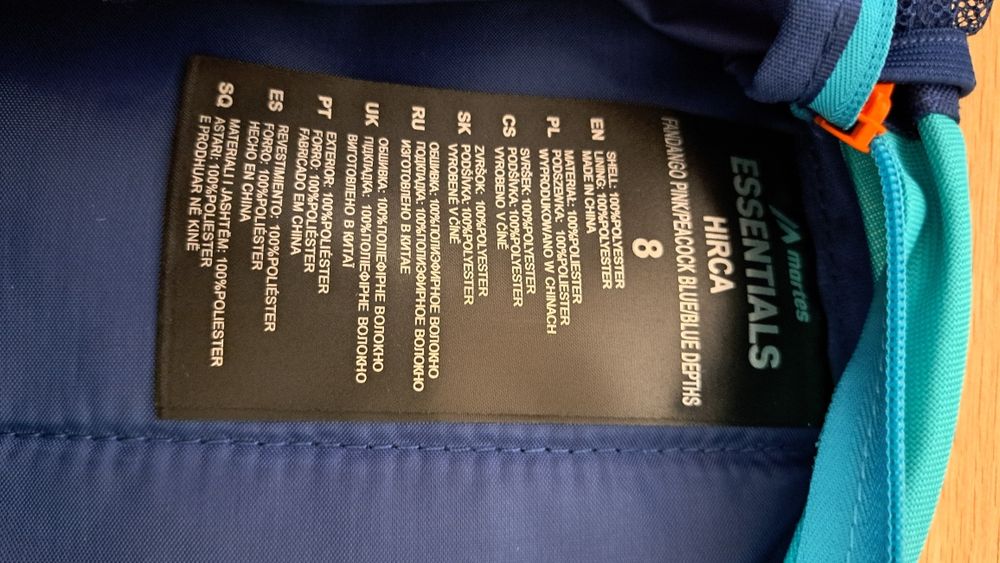 martes
ESSENTIALS
HIRCA
FANDANGO PINK/PEACOCK BLUE/BLUE DEPTHS
8
EN SHELL: 100%POLYESTER
LINING: 100%POLYESTER
MADE IN CHINA
PL MATERIAŁ: 100%POLIESTER
PODSZEWKA: 100%POLIESTER
WYPRODUKOWANO W CHINACH
CS SVRŠEK: 100%POLYESTER
PODŠÍVKA: 100%POLYESTER
VYROBENO V ČÍNĚ
SK ZVRŠOK: 100%POLYESTER
PODŠÍVKA: 100%POLYESTER
VYROBENÉ V ČÍNE
RU ОБШИВКА: 100%ПОЛИЭФИРНОЕ ВОЛОКНО
ПОДКЛАДКА: 100%ПОЛИЭФИРНОЕ ВОЛОКНО
ИЗГОТОВЛЕНО В КИТАЕ
UK ОБШИВКА: 100%ПОЛІЕФІРНЕ ВОЛОКНО
ПІДКЛАДКА: 100%ПОЛІЕФІРНЕ ВОЛОКНО
ВИГОТОВЛЕНО В КИТАЇ
PT EXTERIOR: 100%POLIÉSTER
FORRO: 100%POLIÉSTER
FABRICADO EM CHINA
ES REVESTIMIENTO: 100%POLIÉSTER
FORRO: 100%POLIÉSTER
HECHO EN CHINA
SQ MATERIALI I JASHTËM: 100%POLIESTER
ASTARI: 100%POLIESTER
E PRODHUAR NË KINË